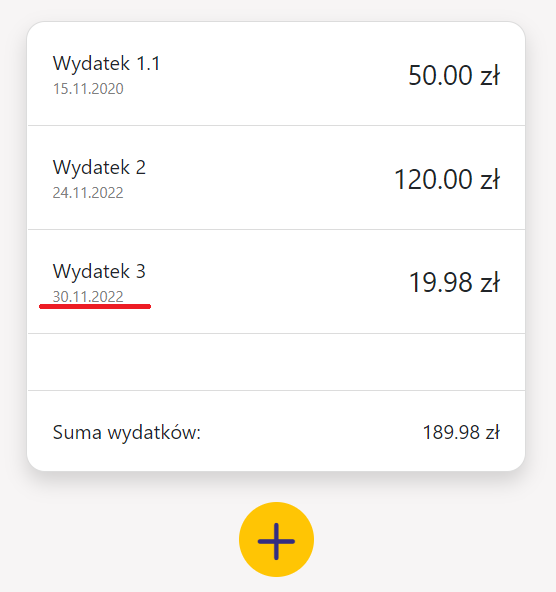 Wydatek 1.1
50.00 zł
15.11.2020
Wydatek 2
120.00 zł
24.11.2022
Wydatek 3
19.98 zł
30.11.2022
Suma wydatków: 189.98 zł